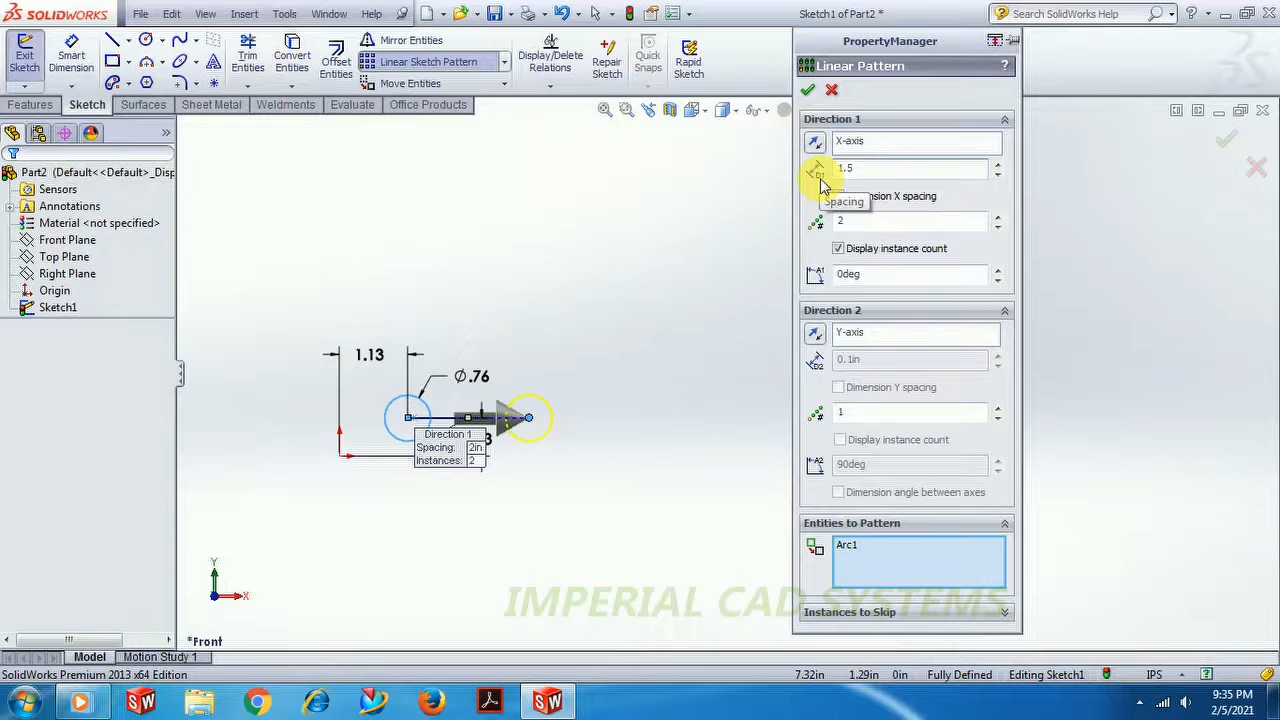 SOLIDWORKS
File
Edit
View
Insert
Tools
Window
Help
Sketch1 of Part2 *
Search SolidWorks Help
Exit Sketch
Smart Dimension
Trim Entities
Convert Entities
Offset Entities
Mirror Entities
Linear Sketch Pattern
Move Entities
Display/Delete Relations
Repair Sketch
Quick Snaps
Rapid Sketch
Features
Sketch
Surfaces
Sheet Metal
Weldments
Evaluate
Office Products
Part2 (Default<<Default>_Disp
Sensors
Annotations
Material <not specified>
Front Plane
Top Plane
Right Plane
Origin
Sketch1
1.13
Ø.76
3
Direction 1
Spacing: 2in
Instances: 2
Y
X
*Front
PropertyManager
Linear Pattern
?
Direction 1
X-axis
D1
1.5
nsion X spacing
Spacing
2
Display instance count
A1
0deg
Direction 2
Y-axis
D2
0.1in
Dimension Y spacing
1
Display instance count
A2
90deg
Dimension angle between axes
Entities to Pattern
Arc1
Instances to Skip
IMPERIAL CAD SYSTEMS
Model
Motion Study 1
SolidWorks Premium 2013 x64 Edition
7.32in
1.29in
0in
Fully Defined
Editing Sketch1
IPS
?
SW
SW
9:35 PM
2/5/2021